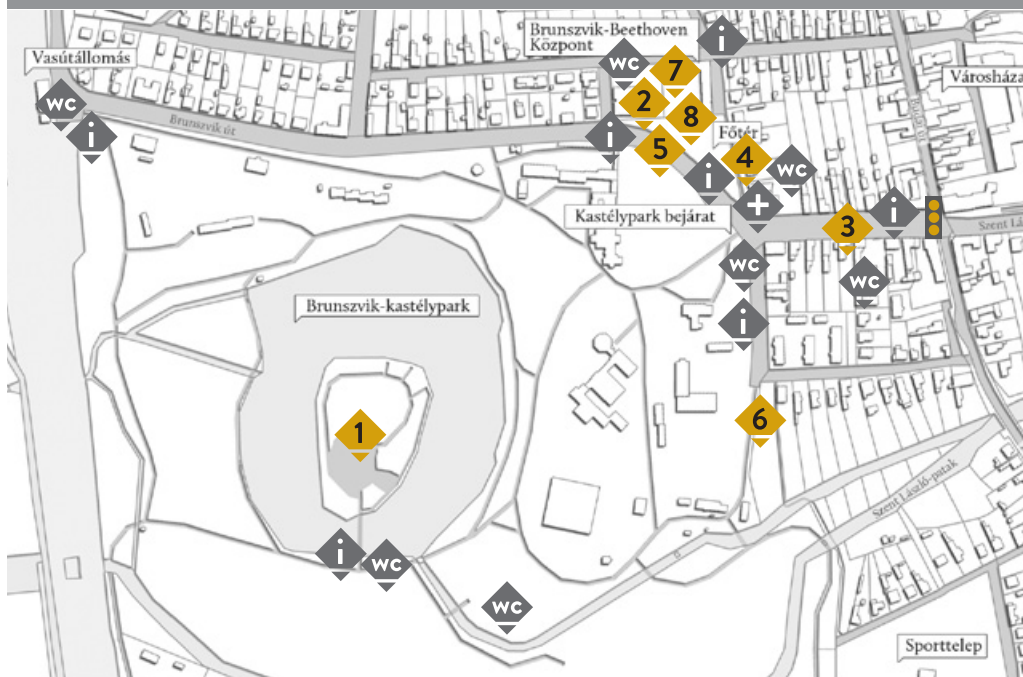 Brunszvik-Beethoven
Központ
i
Vasútállomás
wc
7
Városháza
wc
2
8
Brunszvik út
i
i
Főtér
5
4
wc
i
+
Kastélypark bejárat
3
i
Szent Lá
wc
wc
Brunszvik-kastélypark
i
1
6
Szent László-patak
i
wc
wc
Sporttelep